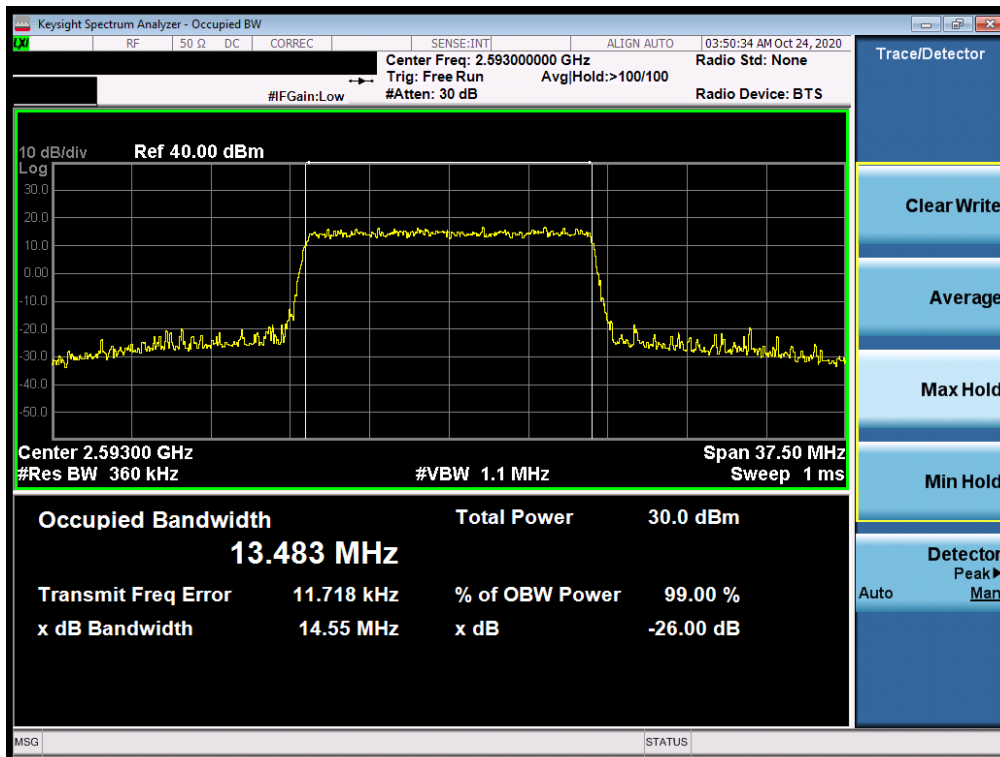 Keysight Spectrum Analyzer - Occupied BW
LXI RF 50 Ω DC CORREC SENSE:INT ALIGN AUTO 03:50:34 AM Oct 24, 2020
Center Freq: 2.593000000 GHz Radio Std: None
Trig: Free Run Avg|Hold:>100/100
#IFGain:Low #Atten: 30 dB Radio Device: BTS
10 dB/div Ref 40.00 dBm
Log
30.0
20.0
10.0
0.00
-10.0
-20.0
-30.0
-40.0
-50.0
Center 2.59300 GHz Span 37.50 MHz
#Res BW 360 kHz #VBW 1.1 MHz Sweep 1 ms
Occupied Bandwidth Total Power 30.0 dBm
13.483 MHz
Transmit Freq Error 11.718 kHz % of OBW Power 99.00 %
x dB Bandwidth 14.55 MHz x dB -26.00 dB
MSG STATUS
Trace/Detector
Clear Write
Average
Max Hold
Min Hold
Detector
Peak
Auto Man